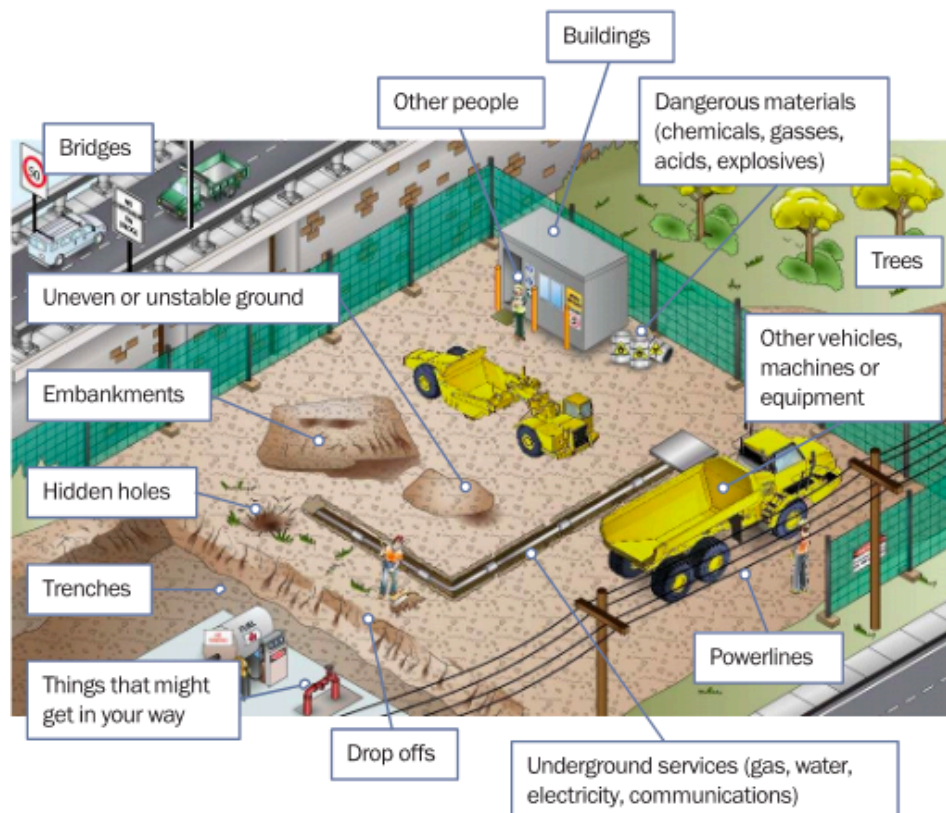 Buildings
Other people
Dangerous materials
(chemicals, gasses,
acids, explosives)
Bridges
50
Trees
Uneven or unstable ground
Other vehicles,
machines or
equipment
Embankments
Hidden holes
Trenches
FUEL
Powerlines
Things that might
get in your way
Drop offs
Underground services (gas, water,
electricity, communications)